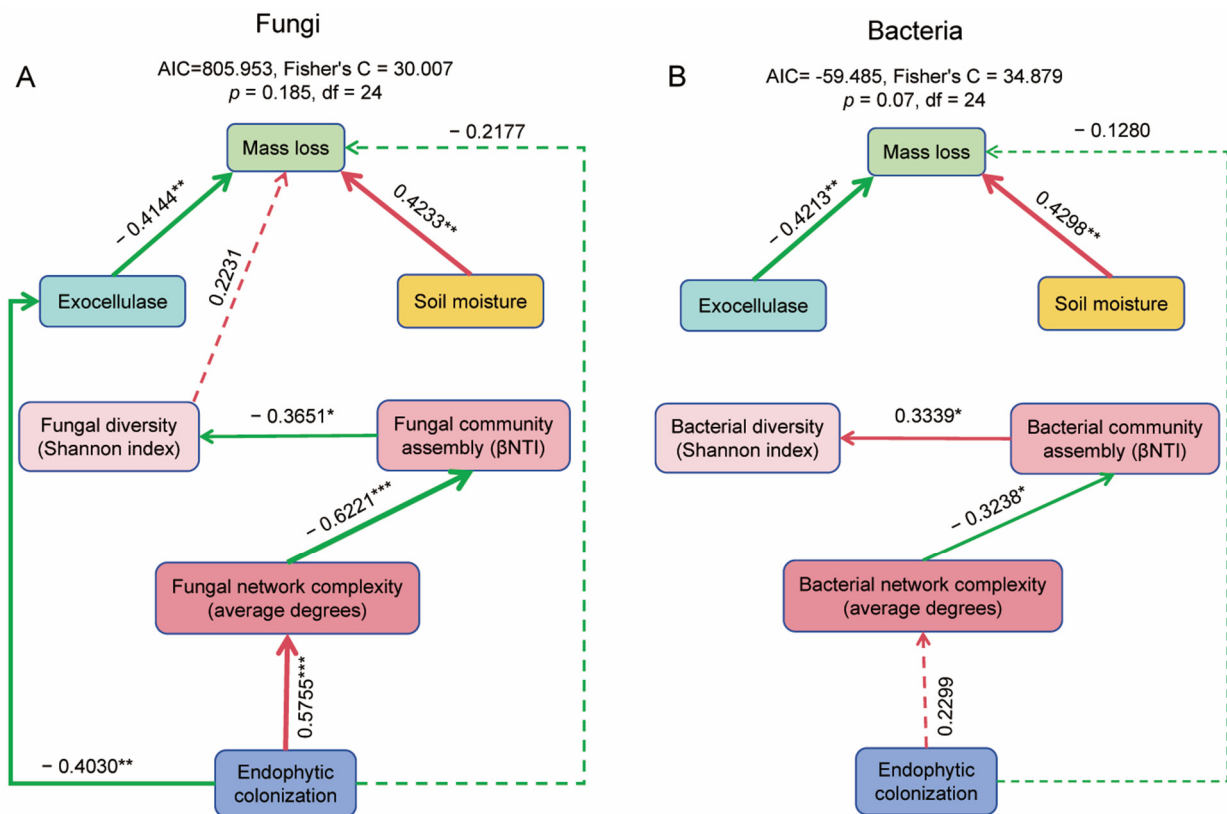 Fungi
A
AIC=805.953, Fisher's C = 30.007
p = 0.185, df = 24
− 0.2177
Mass loss
− 0.4144**
0.4233**
0.2231
Exocellulase
Soil moisture
Fungal diversity
(Shannon index)
− 0.3651*
Fungal community
assembly (βNTI)
− 0.6221***
Fungal network complexity
(average degrees)
0.5755***
− 0.4030**
Endophytic
colonization
Bacteria
B
AIC= -59.485, Fisher's C = 34.879
p = 0.07, df = 24
− 0.1280
Mass loss
− 0.4213**
0.4298**
Exocellulase
Soil moisture
Bacterial diversity
(Shannon index)
0.3339*
Bacterial community
assembly (βNTI)
− 0.3238*
Bacterial network complexity
(average degrees)
0.2299
Endophytic
colonization